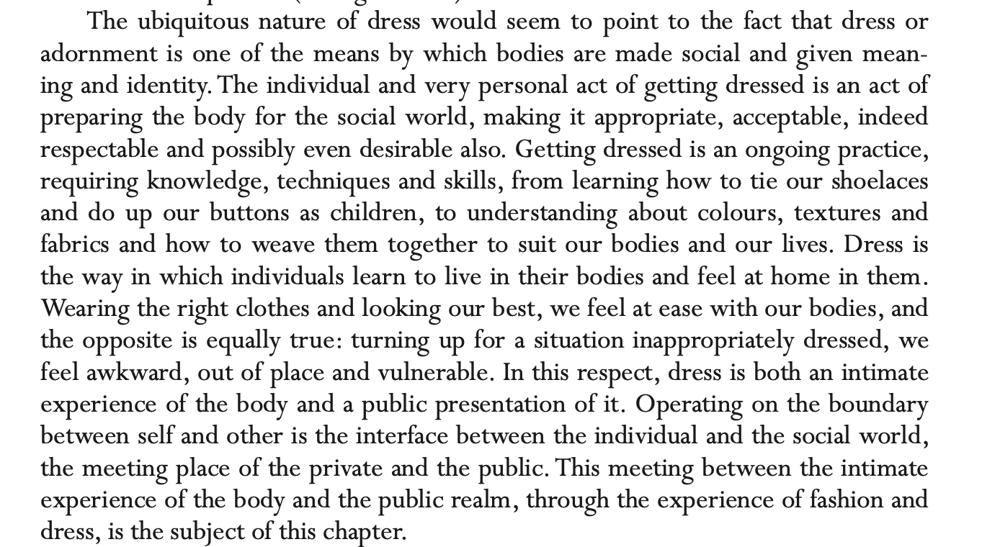 The ubiquitous nature of dress would seem to point to the fact that dress or
adornment is one of the means by which bodies are made social and given mean-
ing and identity. The individual and very personal act of getting dressed is an act of
preparing the body for the social world, making it appropriate, acceptable, indeed
respectable and possibly even desirable also. Getting dressed is an ongoing practice,
requiring knowledge, techniques and skills, from learning how to tie our shoelaces
and do up our buttons as children, to understanding about colours, textures and
fabrics and how to weave them together to suit our bodies and our lives. Dress is
the way in which individuals learn to live in their bodies and feel at home in them.
Wearing the right clothes and looking our best, we feel at ease with our bodies, and
the opposite is equally true: turning up for a situation inappropriately dressed, we
feel awkward, out of place and vulnerable. In this respect, dress is both an intimate
experience of the body and a public presentation of it. Operating on the boundary
between self and other is the interface between the individual and the social world,
the meeting place of the private and the public. This meeting between the intimate
experience of the body and the public realm, through the experience of fashion and
dress, is the subject of this chapter.